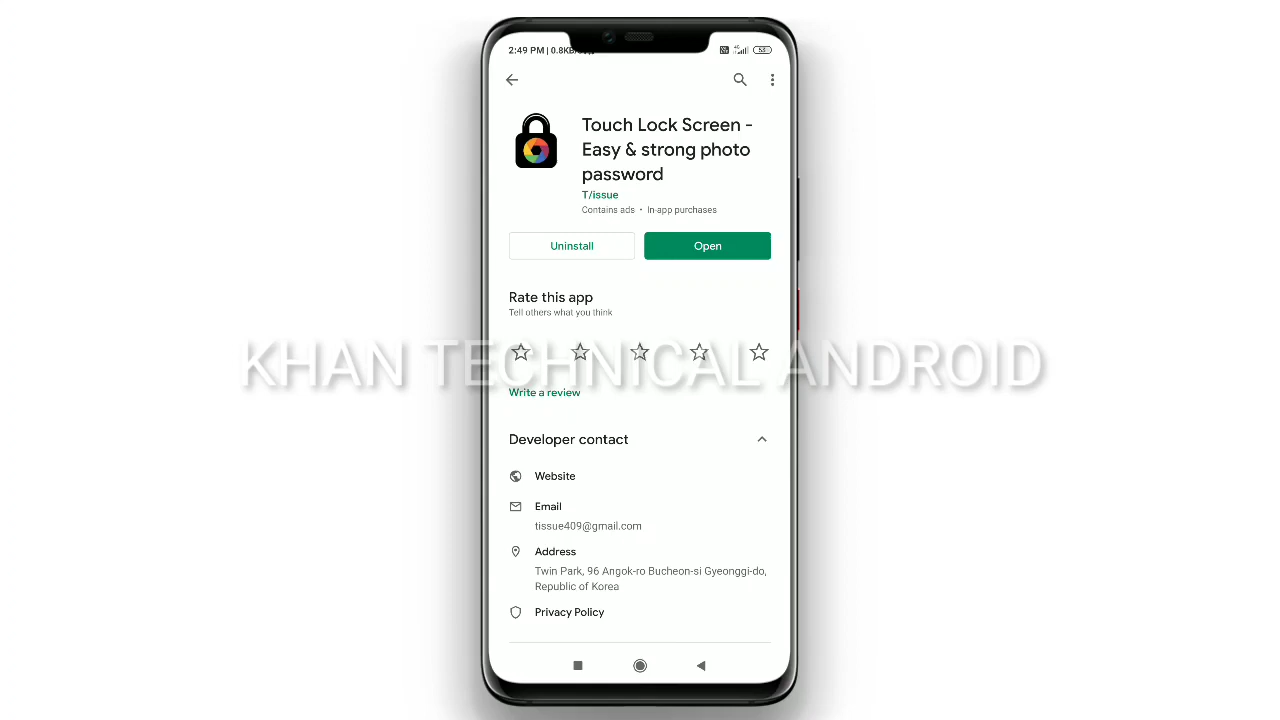 2:49 PM | 0.8KB/
4G
53
Touch Lock Screen -
Easy & strong photo
password
T/issue
Contains ads • In-app purchases
Uninstall
Open
Rate this app
Tell others what you think
KHAN TECHNICAL ANDROID
Write a review
Developer contact
Website
Email
tissue409@gmail.com
Address
Twin Park, 96 Angok-ro Bucheon-si Gyeonggi-do,
Republic of Korea
Privacy Policy